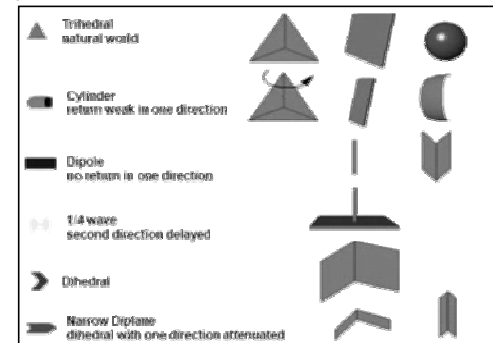 Trihedral
natural world
Cylinder
return weak in one direction
Dipole
no return in one direction
1/4 wave
second direction delayed
Dihedral
Narrow Diplane
dihedral with one direction attenuated